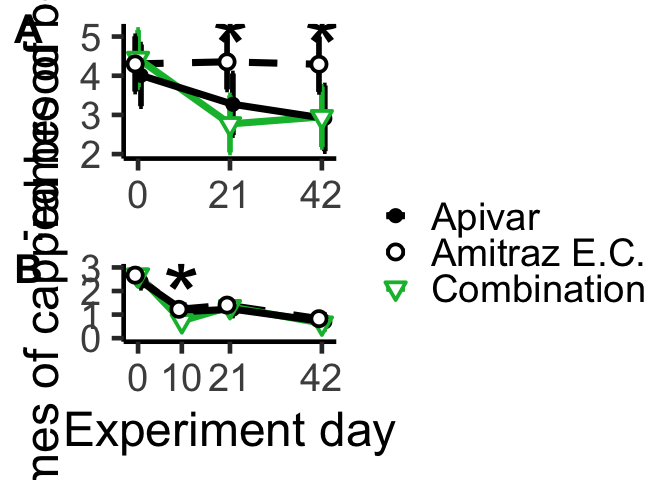 A
5
4
3
2
0 21 42
* *
Apivar
Amitraz E.C.
Combination
B
3
2
1
0
*
0 10 21 42
Experiment day